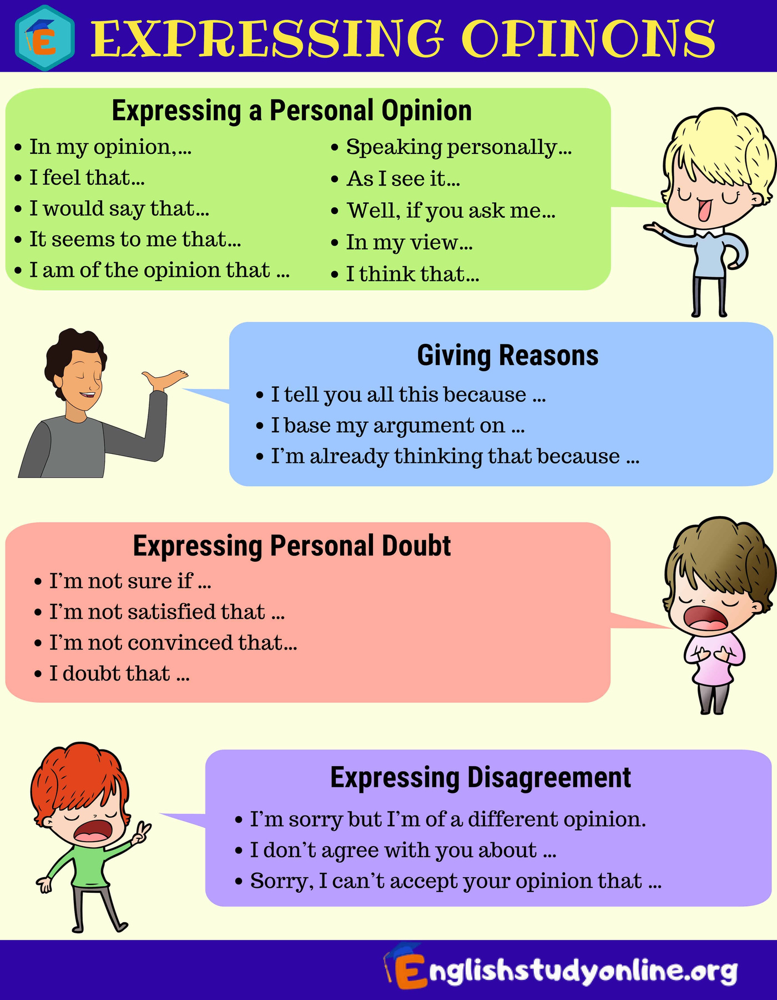 E EXPRESSING OPINONS
Expressing a Personal Opinion
• In my opinion,...
• I feel that...
• I would say that...
• It seems to me that...
• I am of the opinion that ...
• Speaking personally...
• As I see it...
• Well, if you ask me...
• In my view...
• I think that...
Giving Reasons
• I tell you all this because ...
• I base my argument on ...
• I’m already thinking that because ...
Expressing Personal Doubt
• I’m not sure if ...
• I’m not satisfied that ...
• I’m not convinced that...
• I doubt that ...
Expressing Disagreement
• I’m sorry but I’m of a different opinion.
• I don’t agree with you about ...
• Sorry, I can’t accept your opinion that ...
Englishstudyonline.org